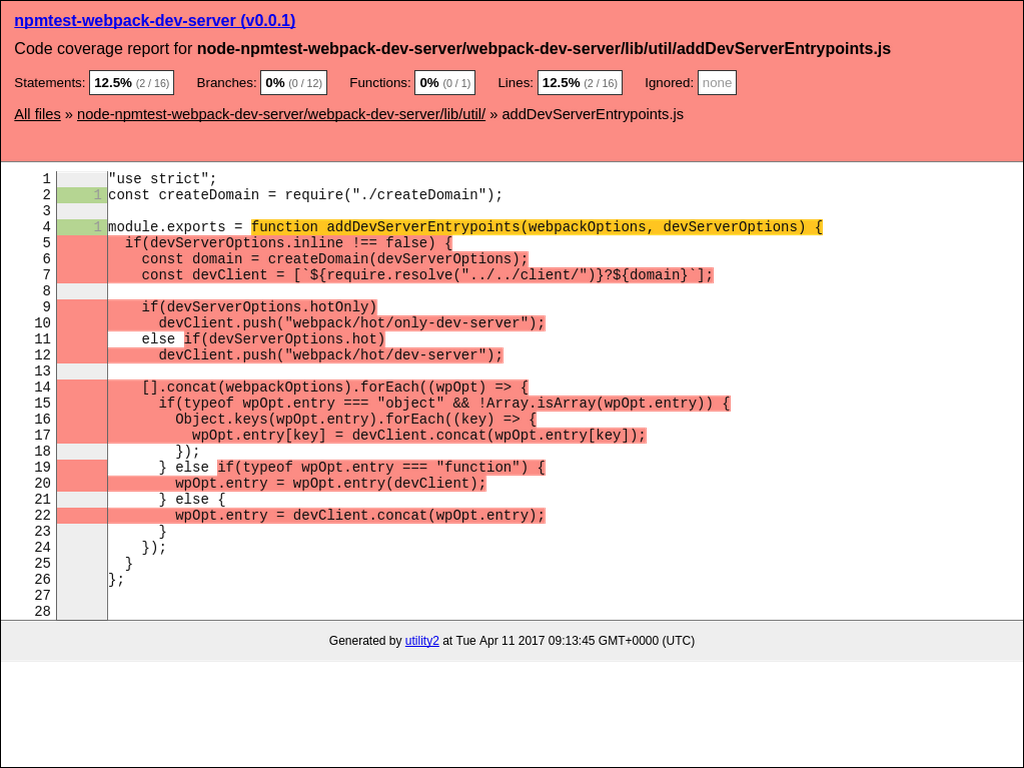 npmtest-webpack-dev-server (v0.0.1)
Code coverage report for node-npmtest-webpack-dev-server/webpack-dev-server/lib/util/addDevServerEntrypoints.js
Statements: 12.5% (2 / 16) Branches: 0% (0 / 12) Functions: 0% (0 / 1) Lines: 12.5% (2 / 16) Ignored: none
All files » node-npmtest-webpack-dev-server/webpack-dev-server/lib/util/ » addDevServerEntrypoints.js
1 "use strict";
2 1 const createDomain = require("./createDomain");
3
4 1 module.exports = function addDevServerEntrypoints(webpackOptions, devServerOptions) {
5 if(devServerOptions.inline !== false) {
6 const domain = createDomain(devServerOptions);
7 const devClient = [`${require.resolve("../../client/")}?${domain}`];
8
9 if(devServerOptions.hotOnly)
10 devClient.push("webpack/hot/only-dev-server");
11 else if(devServerOptions.hot)
12 devClient.push("webpack/hot/dev-server");
13
14 [].concat(webpackOptions).forEach((wpOpt) => {
15 if(typeof wpOpt.entry === "object" && !Array.isArray(wpOpt.entry)) {
16 Object.keys(wpOpt.entry).forEach((key) => {
17 wpOpt.entry[key] = devClient.concat(wpOpt.entry[key]);
18 });
19 } else if(typeof wpOpt.entry === "function") {
20 wpOpt.entry = wpOpt.entry(devClient);
21 } else {
22 wpOpt.entry = devClient.concat(wpOpt.entry);
23 }
24 });
25 }
26 };
27
28
Generated by utility2 at Tue Apr 11 2017 09:13:45 GMT+0000 (UTC)